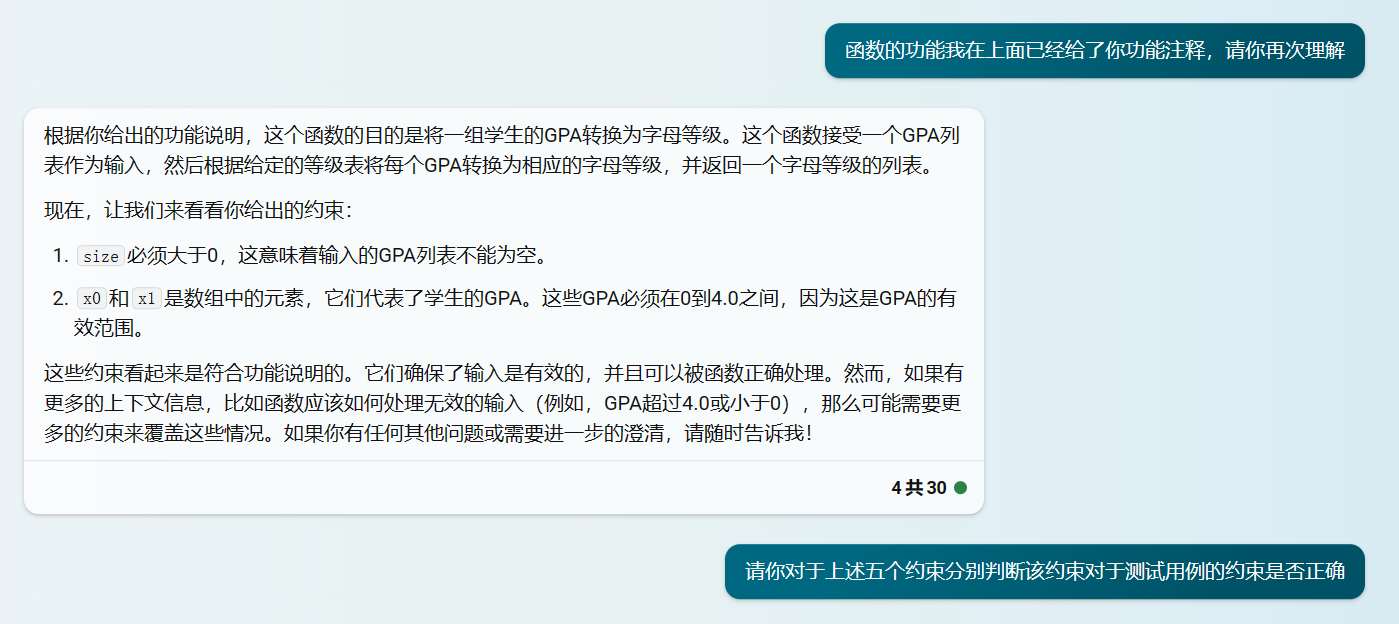 函数的功能我在上面已经给了你功能注释，请你再次理解
根据你给出的功能说明，这个函数的目的是将一组学生的GPA转换为字母等级。这个函数接受一个GPA列
表作为输入，然后根据给定的等级表将每个GPA转换为相应的字母等级，并返回一个字母等级的列表。
现在，让我们来看看你给出的约束：
1. size必须大于0，这意味着输入的GPA列表不能为空。
2. x0和x1是数组中的元素，它们代表了学生的GPA。这些GPA必须在0到4.0之间，因为这是GPA的有
效范围。
这些约束看起来是符合功能说明的。它们确保了输入是有效的，并且可以被函数正确处理。然而，如果有
更多的上下文信息，比如函数应该如何处理无效的输入（例如，GPA超过4.0或小于0），那么可能需要更
多的约束来覆盖这些情况。如果你有任何其他问题或需要进一步的澄清，请随时告诉我！
4 共 30
请你对于上述五个约束分别判断该约束对于测试用例的约束是否正确